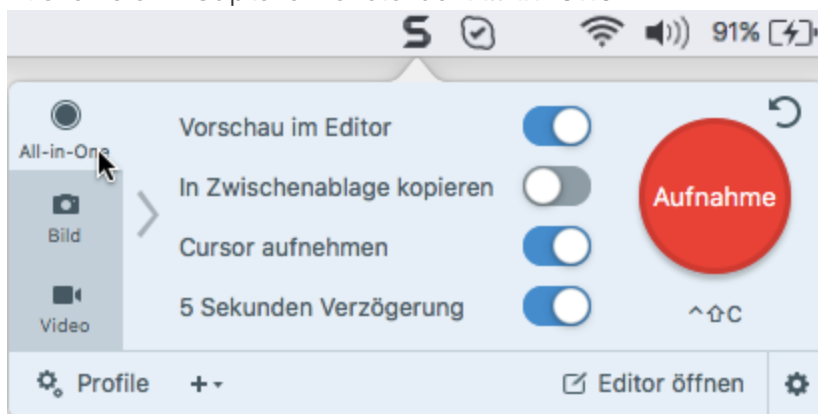 91%
All-in-One
Bild
Video
Vorschau im Editor
In Zwischenablage kopieren
Cursor aufnehmen
5 Sekunden Verzögerung
Aufnahme
^⇧C
Profile
+
Editor öffnen